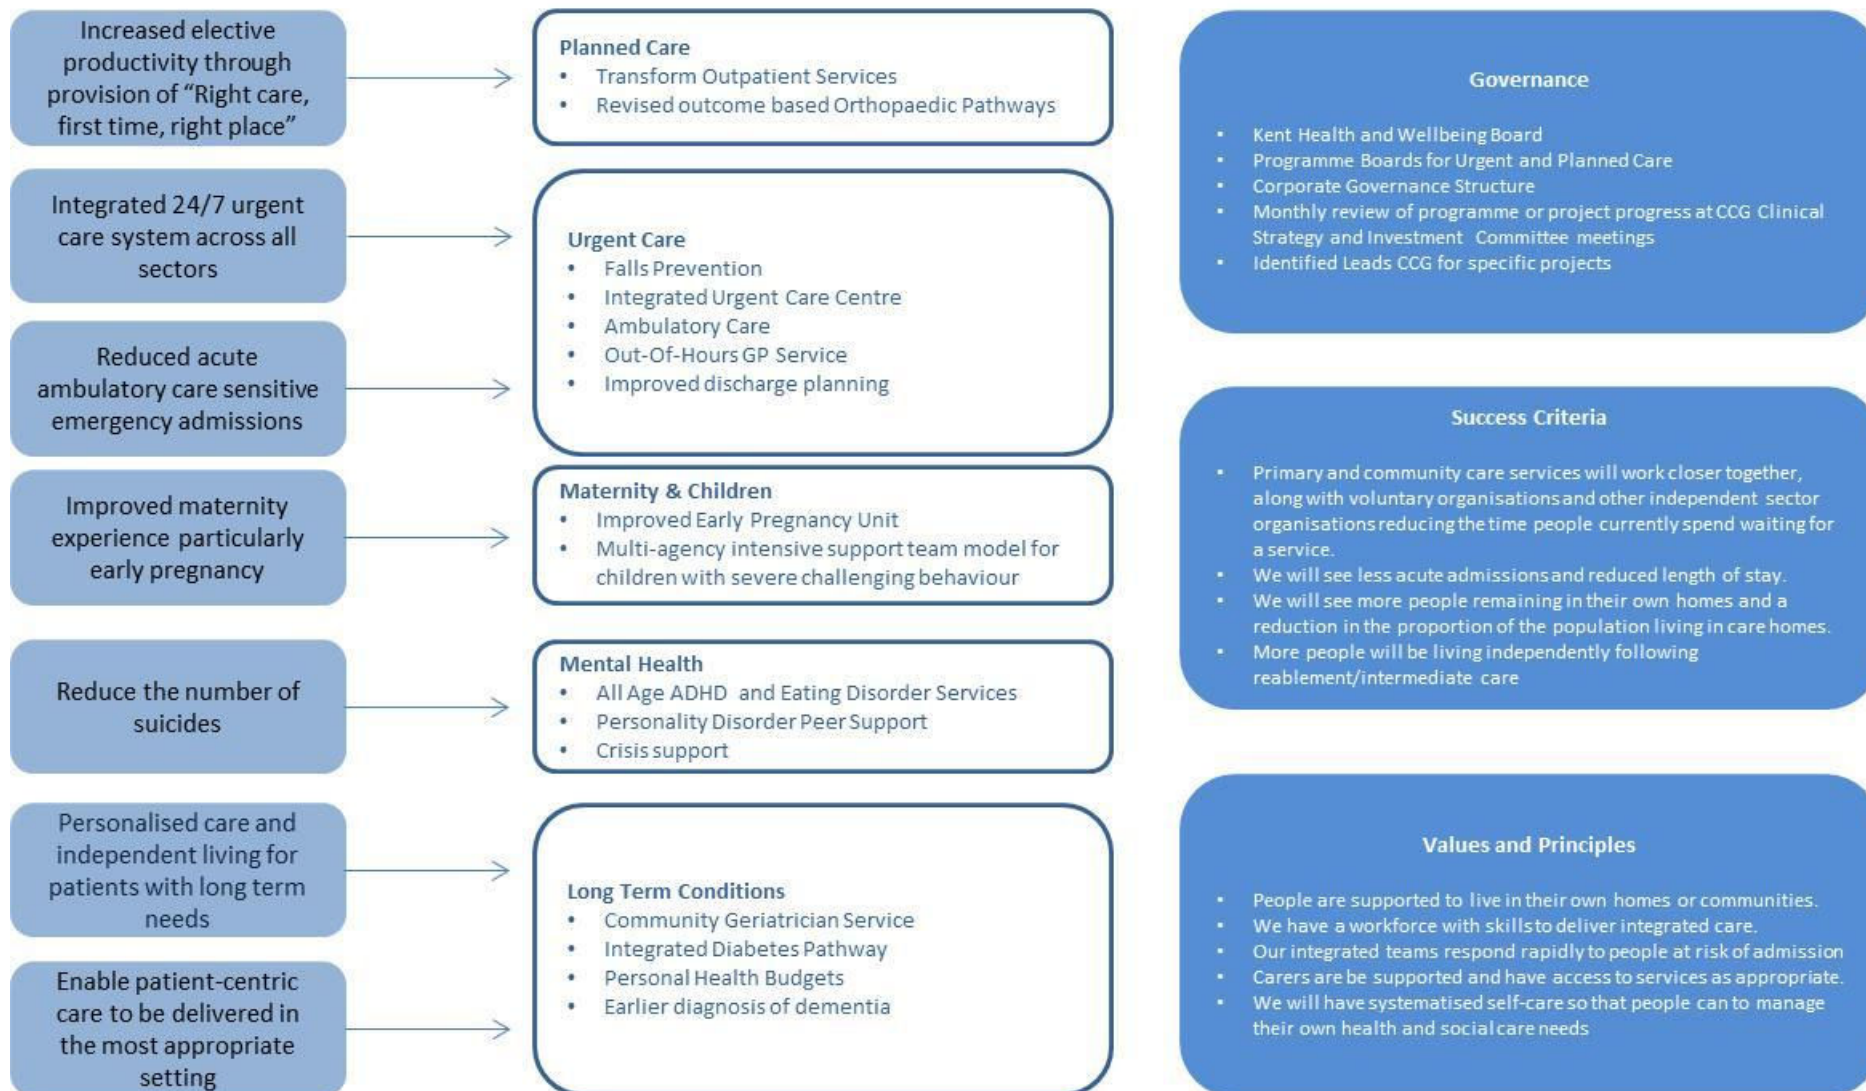 Increased elective
productivity through
provision of “Right care,
first time, right place”
Integrated 24/7 urgent
care system across all
sectors
Reduced acute
ambulatory care sensitive
emergency admissions
Improved maternity
experience particularly
early pregnancy
Reduce the number of
suicides
Personalised care and
independent living for
patients with long term
needs
Enable patient-centric
care to be delivered in
the most appropriate
setting
Planned Care
• Transform Outpatient Services
• Revised outcome based Orthopaedic Pathways
Urgent Care
• Falls Prevention
• Integrated Urgent Care Centre
• Ambulatory Care
• Out-Of-Hours GP Service
• Improved discharge planning
Maternity & Children
• Improved Early Pregnancy Unit
• Multi-agency intensive support team model for
children with severe challenging behaviour
Mental Health
• All Age ADHD and Eating Disorder Services
• Personality Disorder Peer Support
• Crisis support
Long Term Conditions
• Community Geriatrician Service
• Integrated Diabetes Pathway
• Personal Health Budgets
• Earlier diagnosis of dementia
Governance
• Kent Health and Wellbeing Board
• Programme Boards for Urgent and Planned Care
• Corporate Governance Structure
• Monthly review of programme or project progress at CCG Clinical
Strategy and Investment Committee meetings
• Identified Leads CCG for specific projects
Success Criteria
• Primary and community care services will work closer together,
along with voluntary organisations and other independent sector
organisations reducing the time people currently spend waiting for
a service.
• We will see less acute admissions and reduced length of stay.
• We will see more people remaining in their own homes and a
reduction in the proportion of the population living in care homes.
• More people will be living independently following
reablement/intermediate care
Values and Principles
• People are supported to live in their own homes or communities.
• We have a workforce with skills to deliver integrated care.
• Our integrated teams respond rapidly to people at risk of admission
• Carers are be supported and have access to services as appropriate.
• We will have systematised self-care so that people can to manage
their own health and social care needs